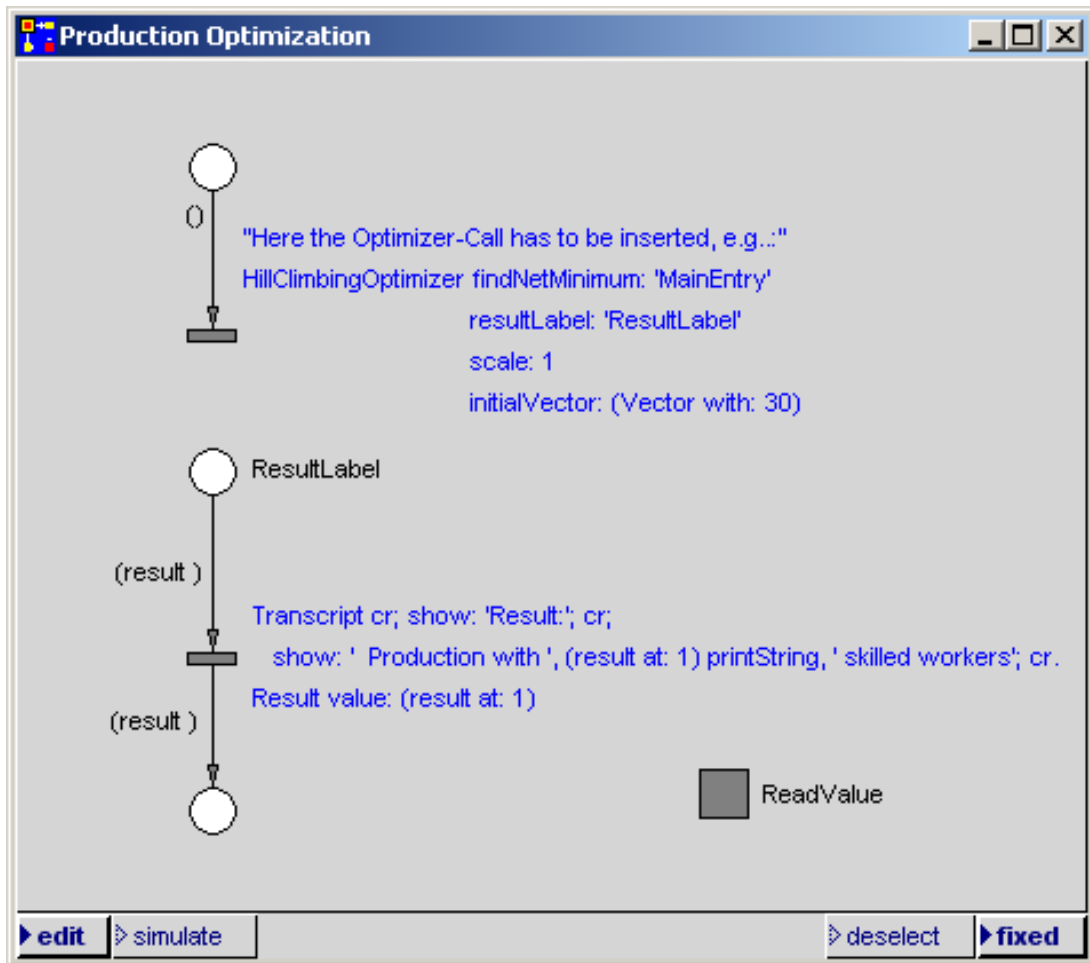 Production Optimization
()
"Here the Optimizer-Call has to be inserted, e.g..:"
HillClimbingOptimizer findNetMinimum: 'MainEntry'
resultLabel: 'ResultLabel'
scale: 1
initialVector: (Vector with: 30)
ResultLabel
(result )
Transcript cr; show: 'Result:'; cr;
show: '  Production with ', (result at: 1) printString, ' skilled workers'; cr.
Result value: (result at: 1)
(result )
ReadValue
edit simulate deselect fixed